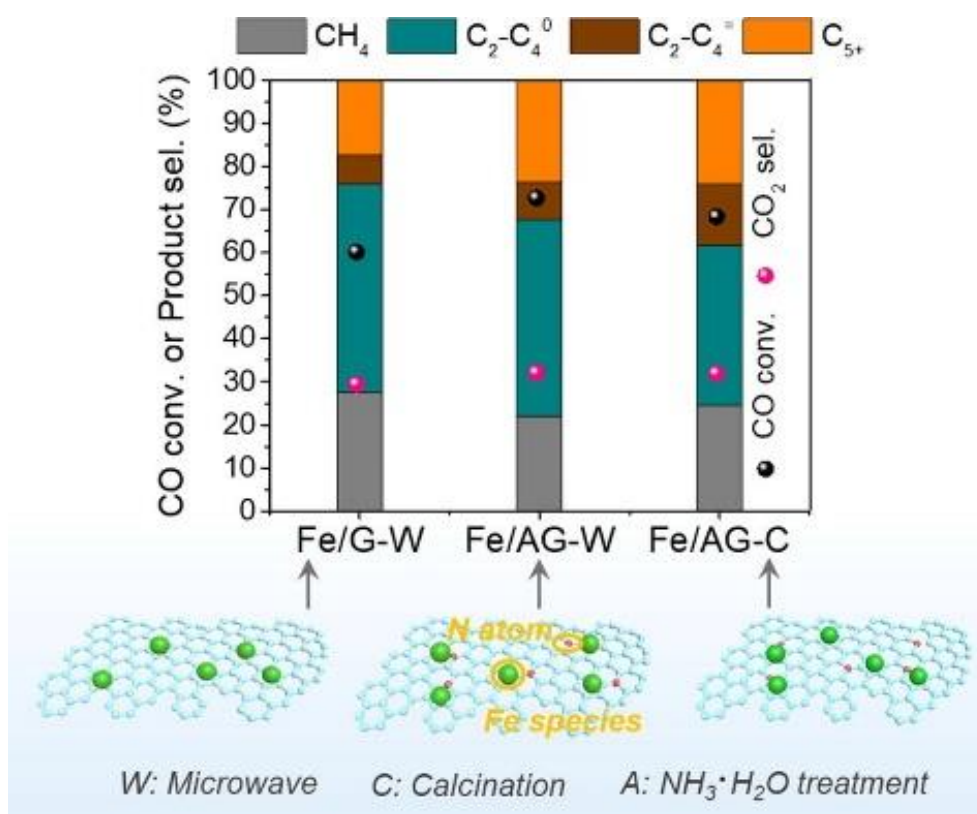 CH₄ C₂-C₄⁰ C₂-C₄⁼ C₅₊
CO conv. or Product sel. (%)
100
90
80
70
60
50
40
30
20
10
0
CO conv. CO₂ sel.
Fe/G-W Fe/AG-W Fe/AG-C
N atom
Fe species
W: Microwave C: Calcination A: NH₃·H₂O treatment